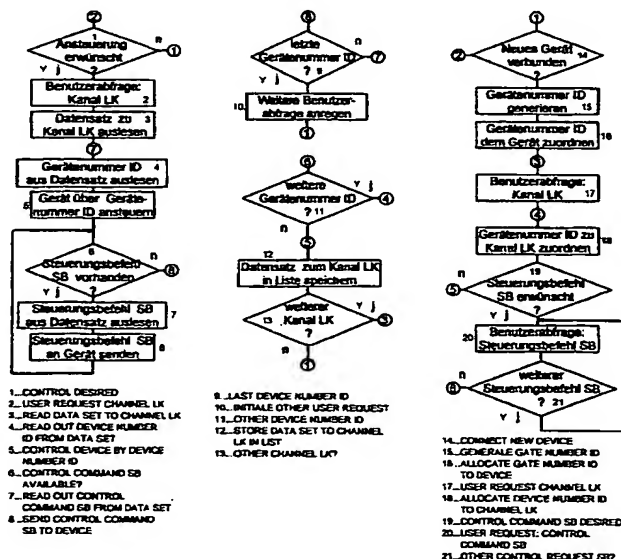 2
1
Ansteuerung
erwünscht
?
n
1
Y j
Benutzerabfrage:
Kanal LK 2
Datensatz zu 3
Kanal LK auslesen
7
Gerätenummer ID 4
aus Datensatz auslesen
5 Gerät über Geräte-
nummer ID ansteuern
6
Steuerungsbefehl
SB vorhanden
?
n
8
Y j
Steuerungsbefehl SB
aus Datensatz auslesen
7
Steuerungsbefehl SB
an Gerät senden
8
1...CONTROL DESIRED
2...USER REQUEST CHANNEL LK
3...READ DATA SET TO CHANNEL LK
4...READ OUT DEVICE NUMBER
ID FROM DATA SET
5...CONTROL DEVICE BY DEVICE
NUMBER ID
6...CONTROL COMMAND SB
AVAILABLE?
7...READ OUT CONTROL
COMMAND SB FROM DATA SET
8...SEND CONTROL COMMAND
SB TO DEVICE
8
letzte
Gerätenummer ID
? 9
n
7
Y j
10 Weitere Benutzer-
abfrage anregen
1
6
weitere
Gerätenummer ID
? 11
Y j
4
n
5
12
Datensatz zum Kanal LK
in Liste speichern
weiterer
13 Kanal LK
?
Y j
3
n
1
9...LAST DEVICE NUMBER ID
10...INITIALE OTHER USER REQUEST
11...OTHER DEVICE NUMBER ID
12...STORE DATA SET TO CHANNEL
LK IN LIST
13...OTHER CHANNEL LK?
1
Neues Gerät
verbunden
?
14
2
n
Y j
Gerätenummer ID
generieren 15
Gerätenummer ID
dem Gerät zuordnen
16
3
Benutzerabfrage:
Kanal LK
17
4
Gerätenummer ID zu
Kanal LK zuordnen
18
19
n
Steuerungsbefehl
SB erwünscht
?
5
Y j
20 Benutzerabfrage:
Steuerungsbefehl SB
n
weiterer
Steuerungsbefehl SB
? 21
6
Y j
14...CONNECT NEW DEVICE
15...GENERALE GATE NUMBER ID
16...ALLOCATE GATE NUMBER ID
TO DEVICE
17...USER REQUEST CHANNEL LK
18...ALLOCATE DEVICE NUMBER ID
TO CHANNEL LK
19...CONTROL COMMAND SB DESIRED
20...USER REQUEST: CONTROL
COMMAND SB
21...OTHER CONTROL REQUEST SB?